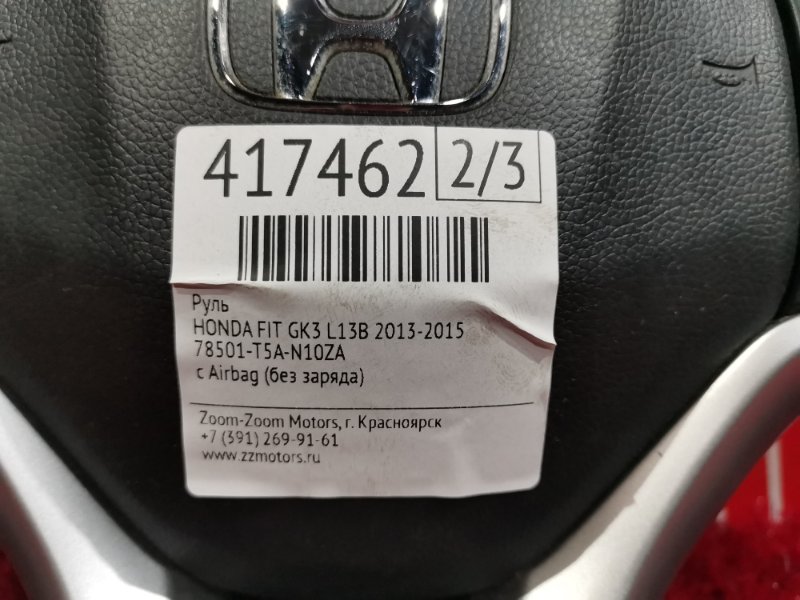 417462 2/3
Руль
HONDA FIT GK3 L13B 2013-2015
78501-T5A-N10ZA
с Airbag (без заряда)
Zoom-Zoom Motors, г. Красноярск
+7 (391) 269-91-61
www.zzmotors.ru